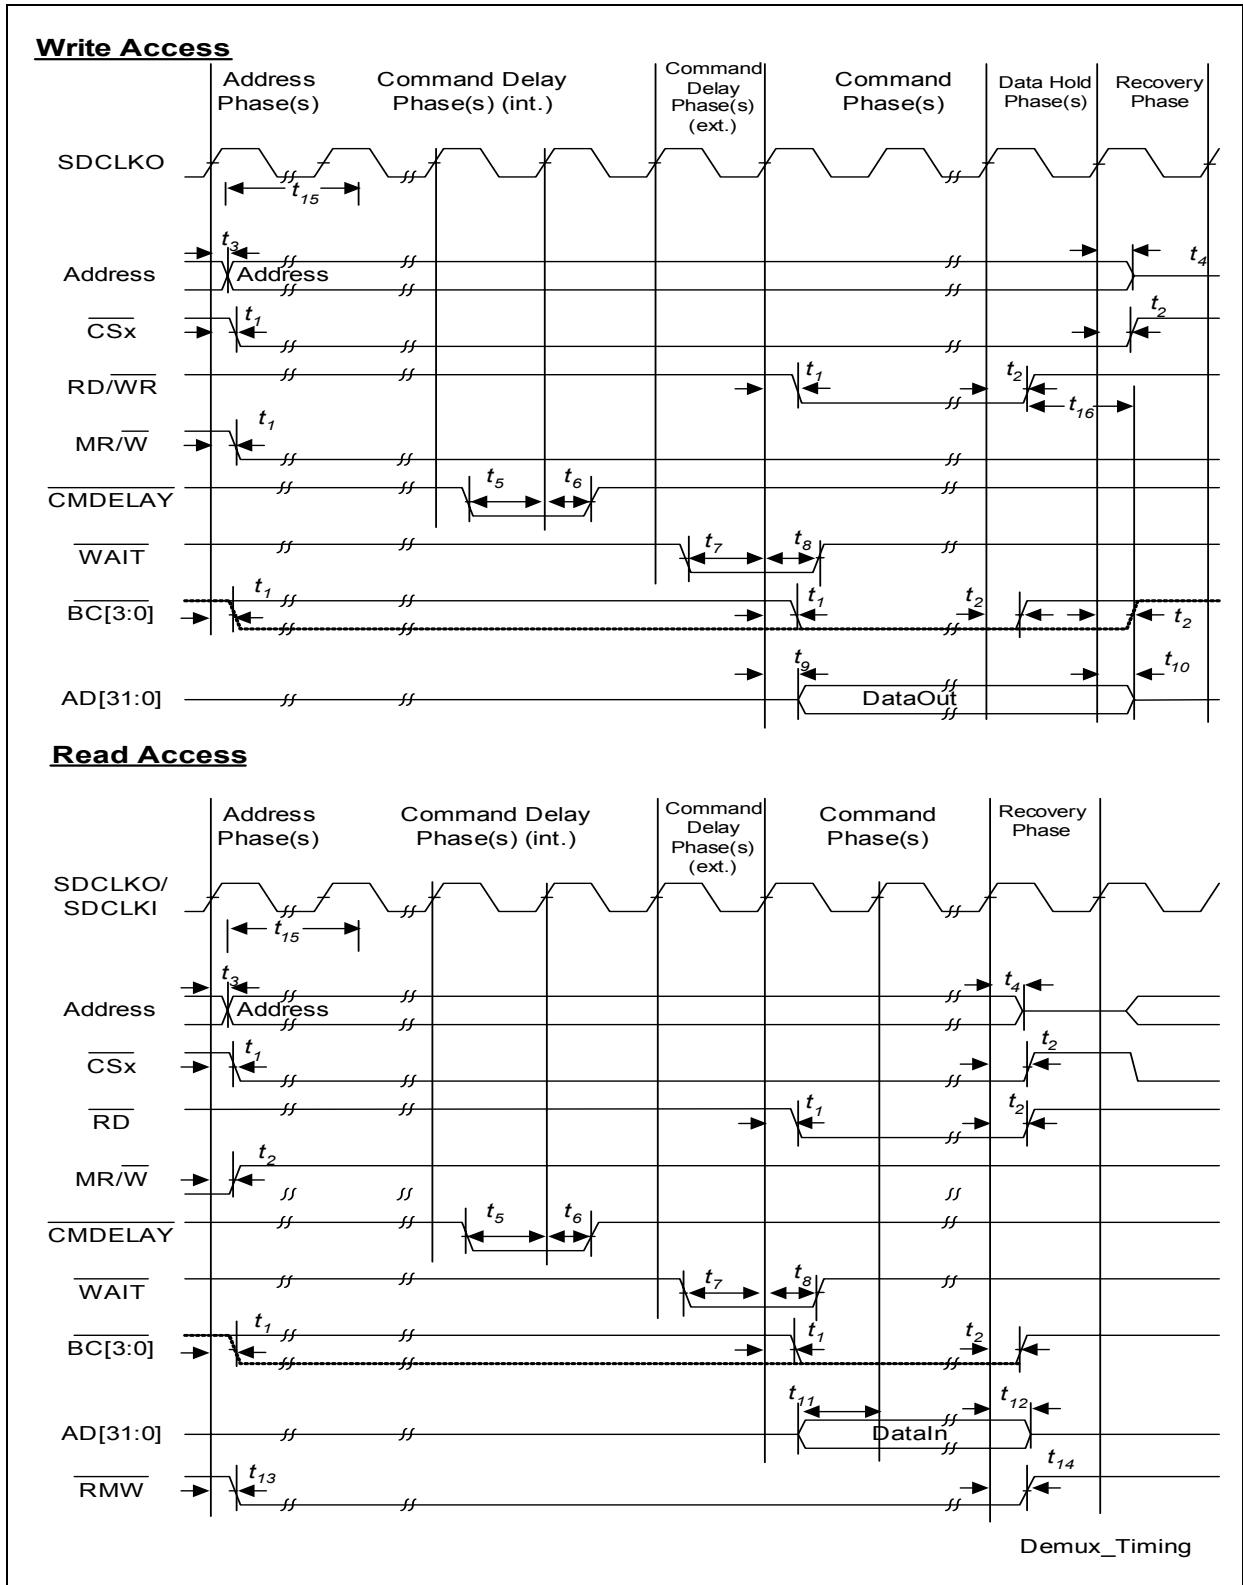 Write Access
Address Phase(s)
Command Delay Phase(s) (int.)
Command Delay Phase(s) (ext.)
Command Phase(s)
Data Hold Phase(s)
Recovery Phase
SDCLKO
t15
t3
t4
Address
Address
CSx
t1
t2
RD/WR
t1
t2
t16
MR/W
t1
CMDELAY
t5
t6
WAIT
t7
t8
BC[3:0]
t1
t1
t2
t2
AD[31:0]
t9
DataOut
t10
Read Access
Address Phase(s)
Command Delay Phase(s) (int.)
Command Delay Phase(s) (ext.)
Command Phase(s)
Recovery Phase
SDCLKO/
SDCLKI
t15
t3
t4
Address
Address
CSx
t1
t2
RD
t1
t2
MR/W
t2
CMDELAY
t5
t6
WAIT
t7
t8
BC[3:0]
t1
t1
t2
AD[31:0]
t11
DataIn
t12
RMW
t13
t14
Demux_Timing